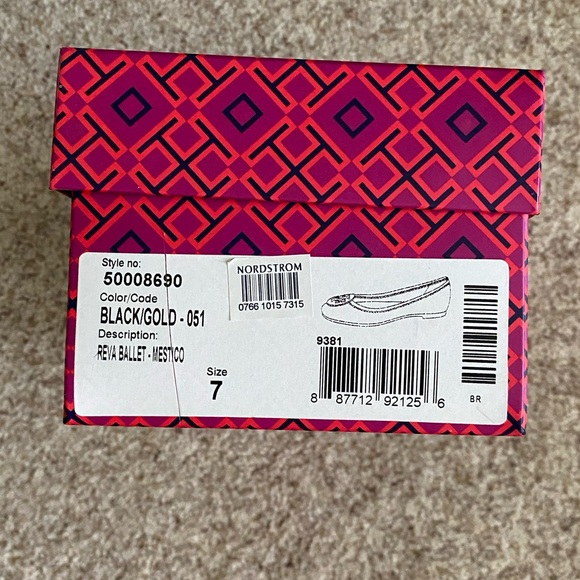 Style no:
50008690
Color/Code
BLACK/GOLD - 051
Description:
REVA BALLET - MESTICO
Size
7
NORDSTROM
0766 1015 7315
9381
8 87712 92125 6
BR